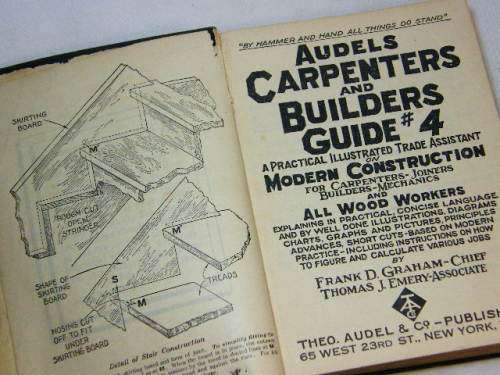 SKIRTING
BOARD
M
ROUGH CUT
OFF
STRINGER
SHAPE OF
SKIRTING
BOARD
S
M
M
TREADS
NOSING CUT
OFF TO FIT
UNDER
SKIRTING BOARD
Detail of Stair Construction
"BY HAMMER AND HAND ALL THINGS DO STAND"
AUDELS
CARPENTERS
AND
BUILDERS
GUIDE #4
A PRACTICAL ILLUSTRATED TRADE ASSISTANT
ON
MODERN CONSTRUCTION
FOR CARPENTERS-JOINERS
BUILDERS-MECHANICS
AND
ALL WOOD WORKERS
EXPLAINING IN PRACTICAL, CONCISE LANGUAGE
AND BY WELL DONE ILLUSTRATIONS, DIAGRAMS
CHARTS, GRAPHS AND PICTURES, PRINCIPLES
ADVANCES, SHORT CUTS-BASED ON MODERN
PRACTICE-INCLUDING INSTRUCTIONS ON HOW
TO FIGURE AND CALCULATE VARIOUS JOBS
BY
FRANK D. GRAHAM-CHIEF
THOMAS J. EMERY-ASSOCIATE
THEO. AUDEL & CO-PUBLISH
65 WEST 23RD ST., NEW YORK.